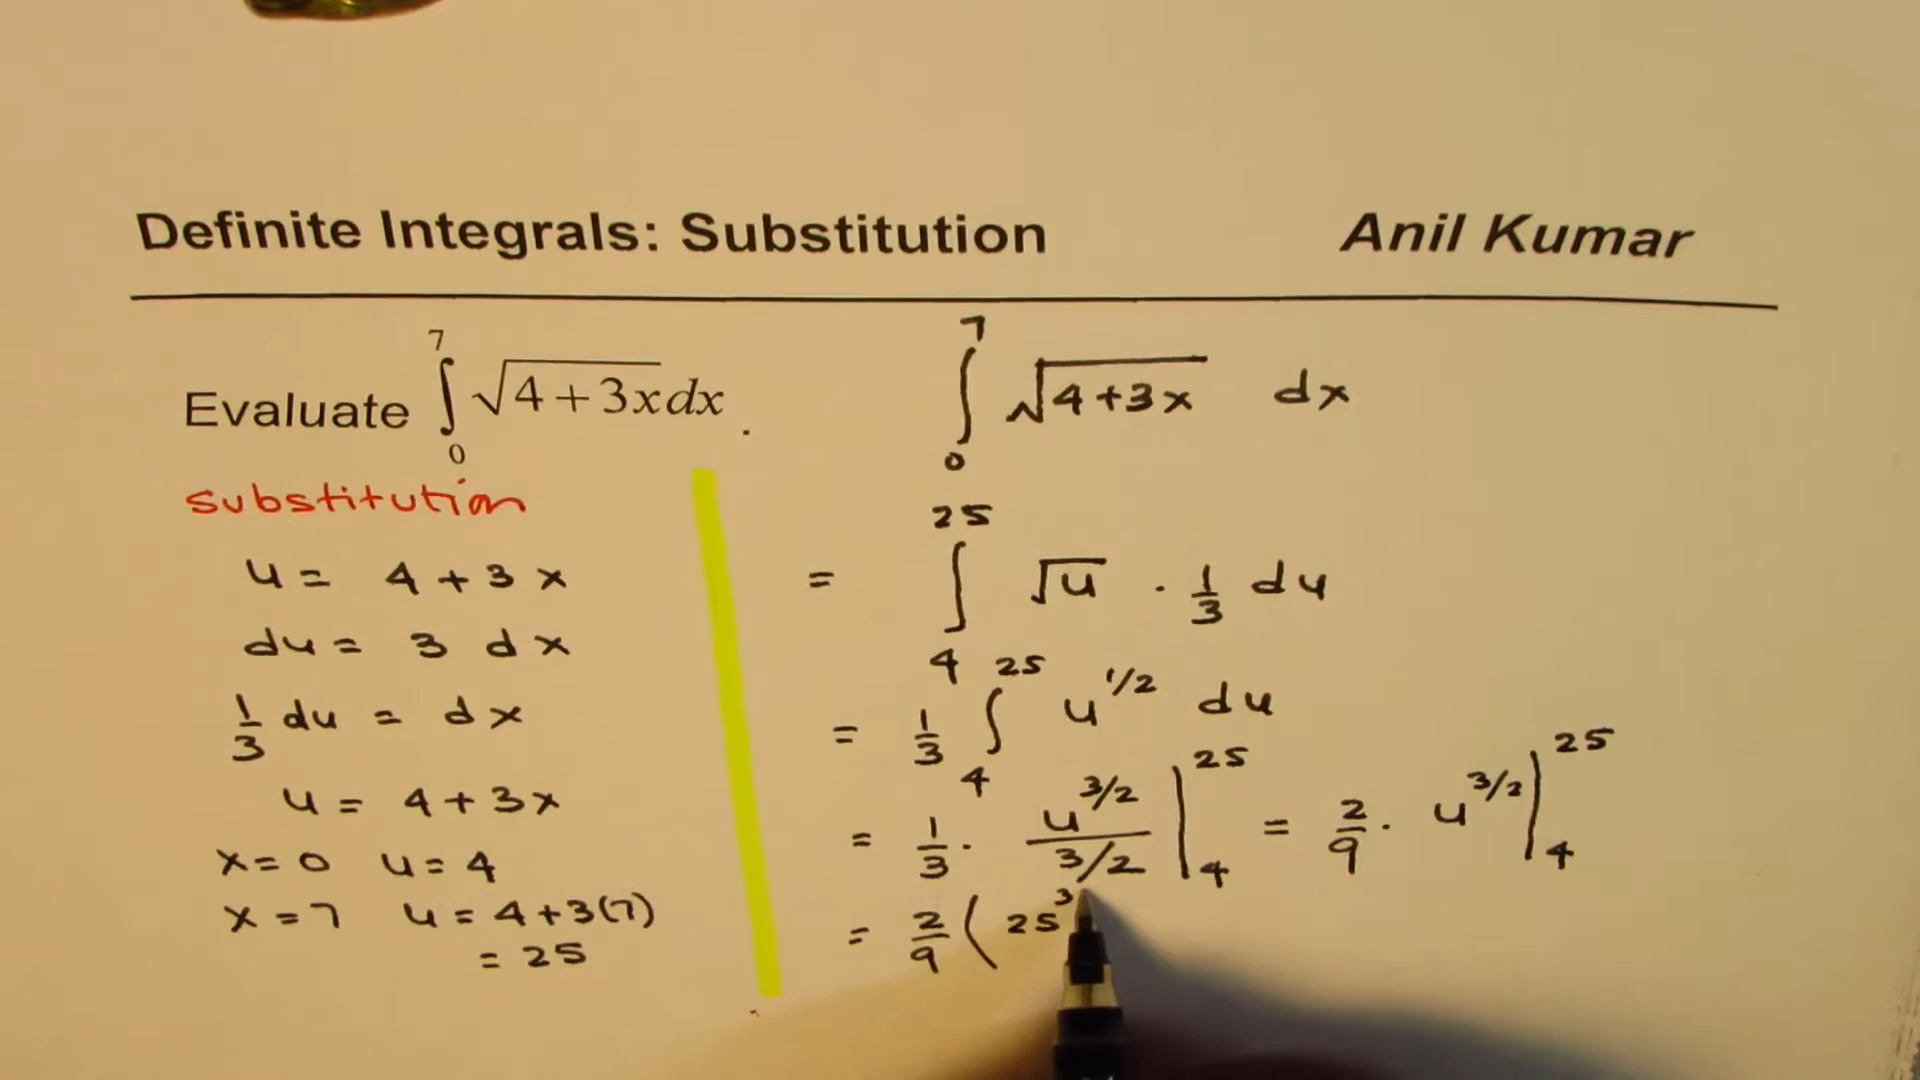 Definite Integrals: Substitution Anil Kumar
Evaluate ∫₀⁷ √(4+3x)dx .
substitution
u = 4+3x
du = 3 dx
1/3 du = dx
u = 4+3x
x=0 u=4
x=7 u=4+3(7)
= 25
∫₀⁷ √(4+3x) dx
= ∫₄²⁵ √u · 1/3 du
= 1/3 ∫₄²⁵ u^1/2 du
= 1/3 · u^3/2 / 3/2 |₄²⁵ = 2/9 · u^3/2 |₄²⁵
= 2/9 ( 25^3